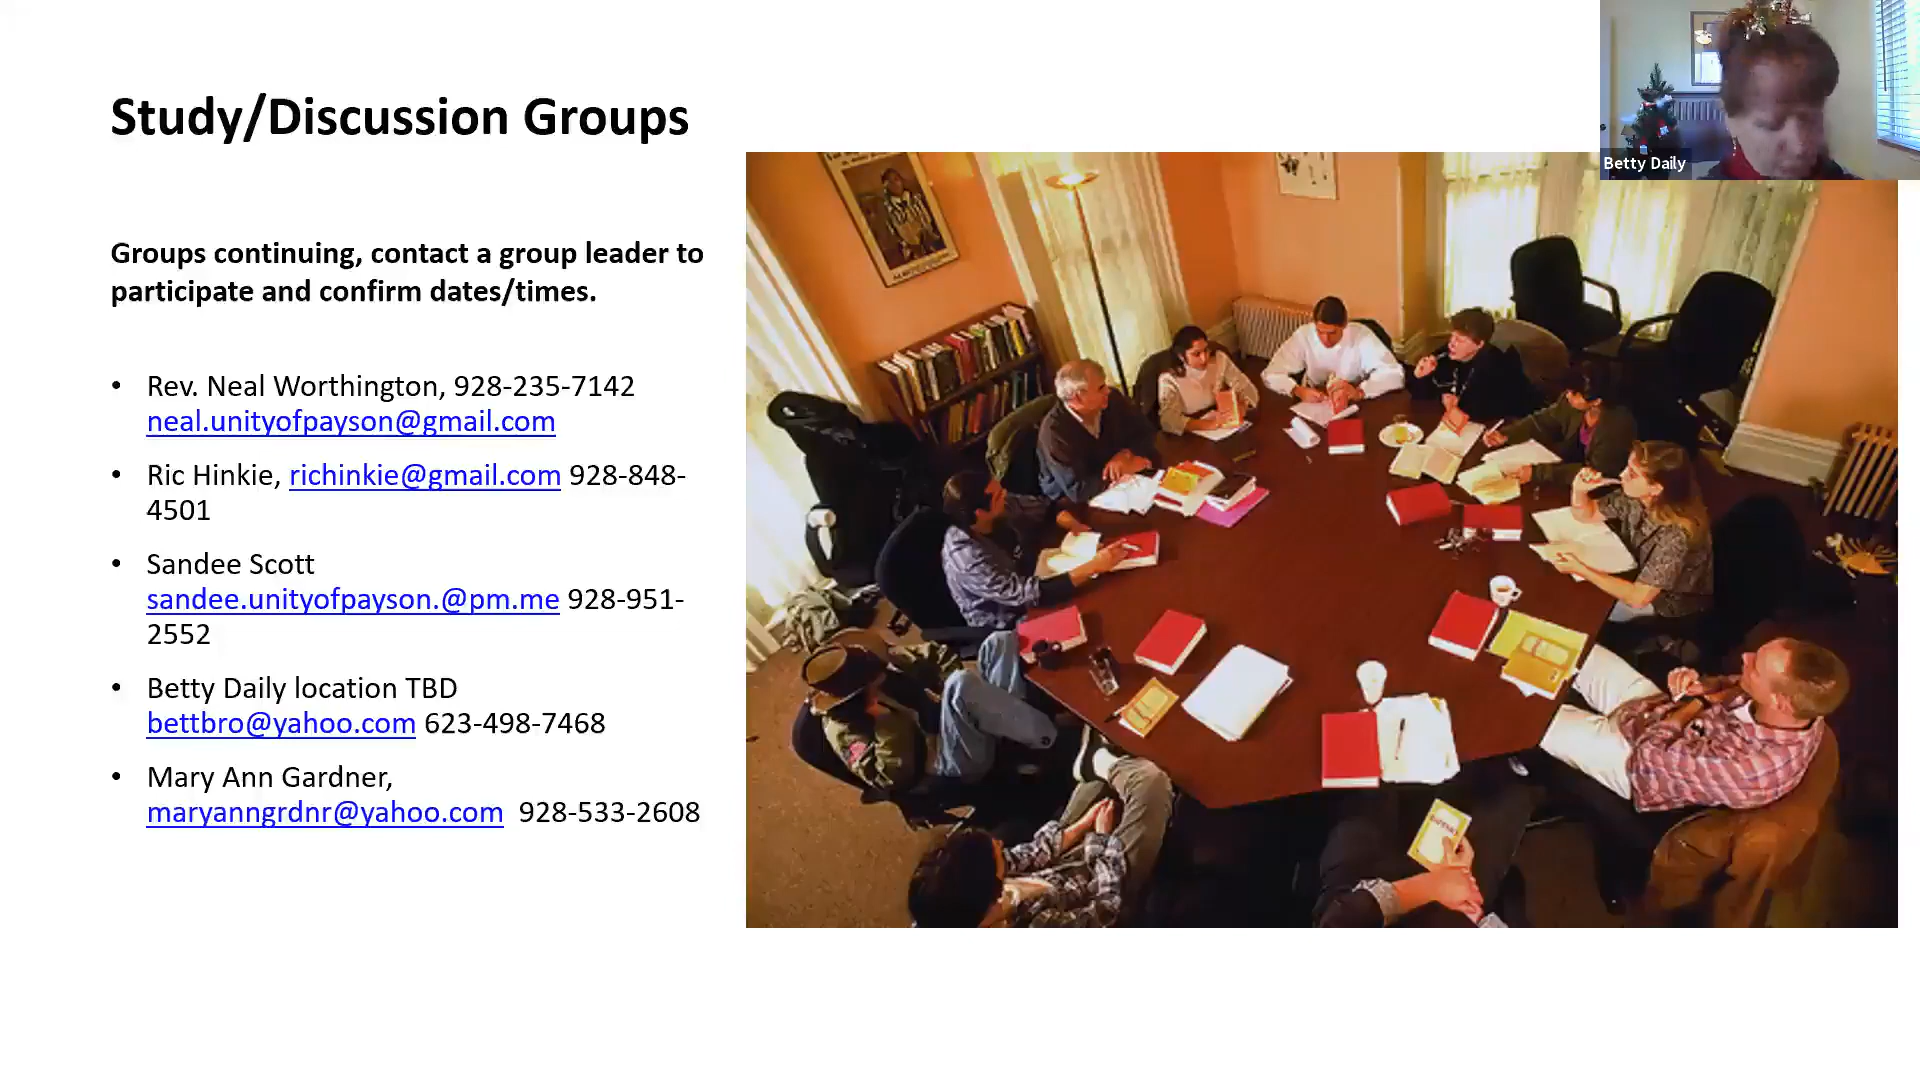 Study/Discussion Groups
Betty Daily
Groups continuing, contact a group leader to
participate and confirm dates/times.
• Rev. Neal Worthington, 928-235-7142
neal.unityofpayson@gmail.com
• Ric Hinkie, richinkie@gmail.com 928-848-
4501
• Sandee Scott
sandee.unityofpayson.@pm.me 928-951-
2552
• Betty Daily location TBD
bettbro@yahoo.com 623-498-7468
• Mary Ann Gardner,
maryanngrdnr@yahoo.com 928-533-2608